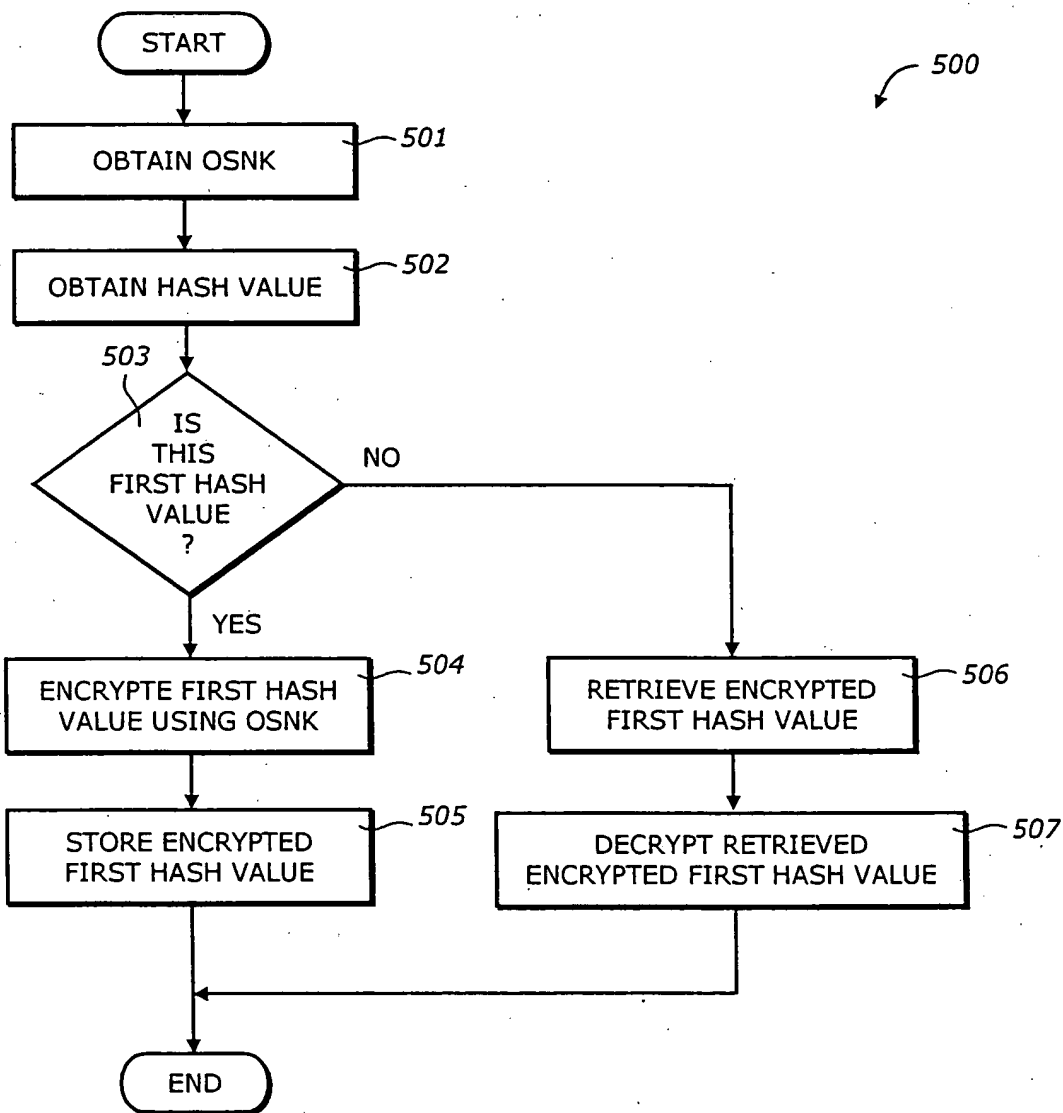 START
500
501
OBTAIN OSNK
502
OBTAIN HASH VALUE
503
IS
THIS
FIRST HASH
VALUE
?
NO
YES
504
ENCRYPTE FIRST HASH
VALUE USING OSNK
506
RETRIEVE ENCRYPTED
FIRST HASH VALUE
505
STORE ENCRYPTED
FIRST HASH VALUE
507
DECRYPT RETRIEVED
ENCRYPTED FIRST HASH VALUE
END